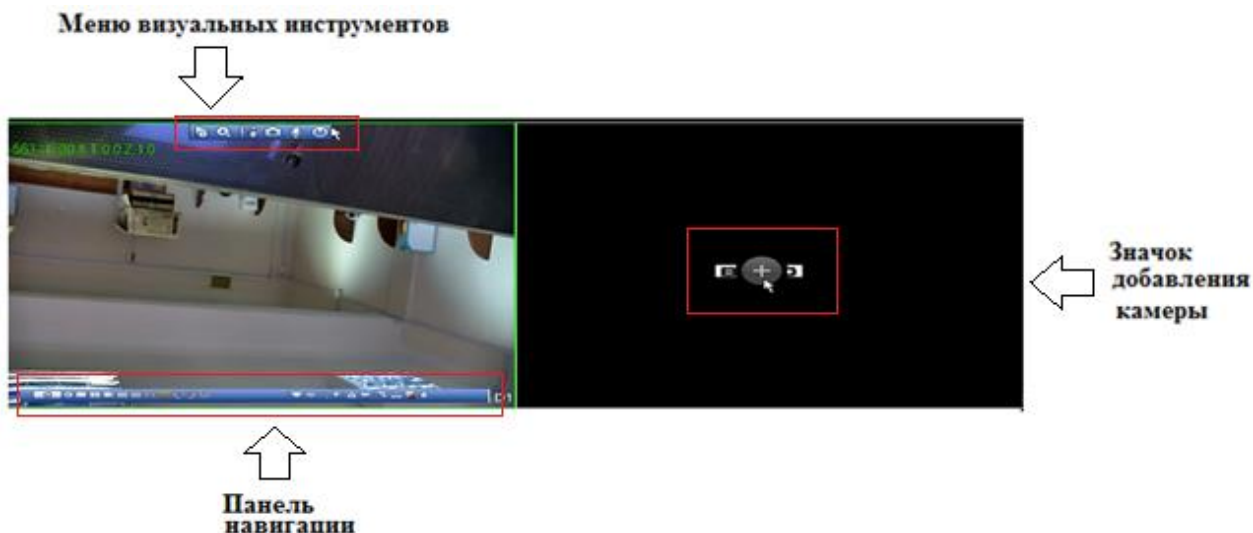 Меню визуальных инструментов
Значок
добавления
камеры
Панель
навигации